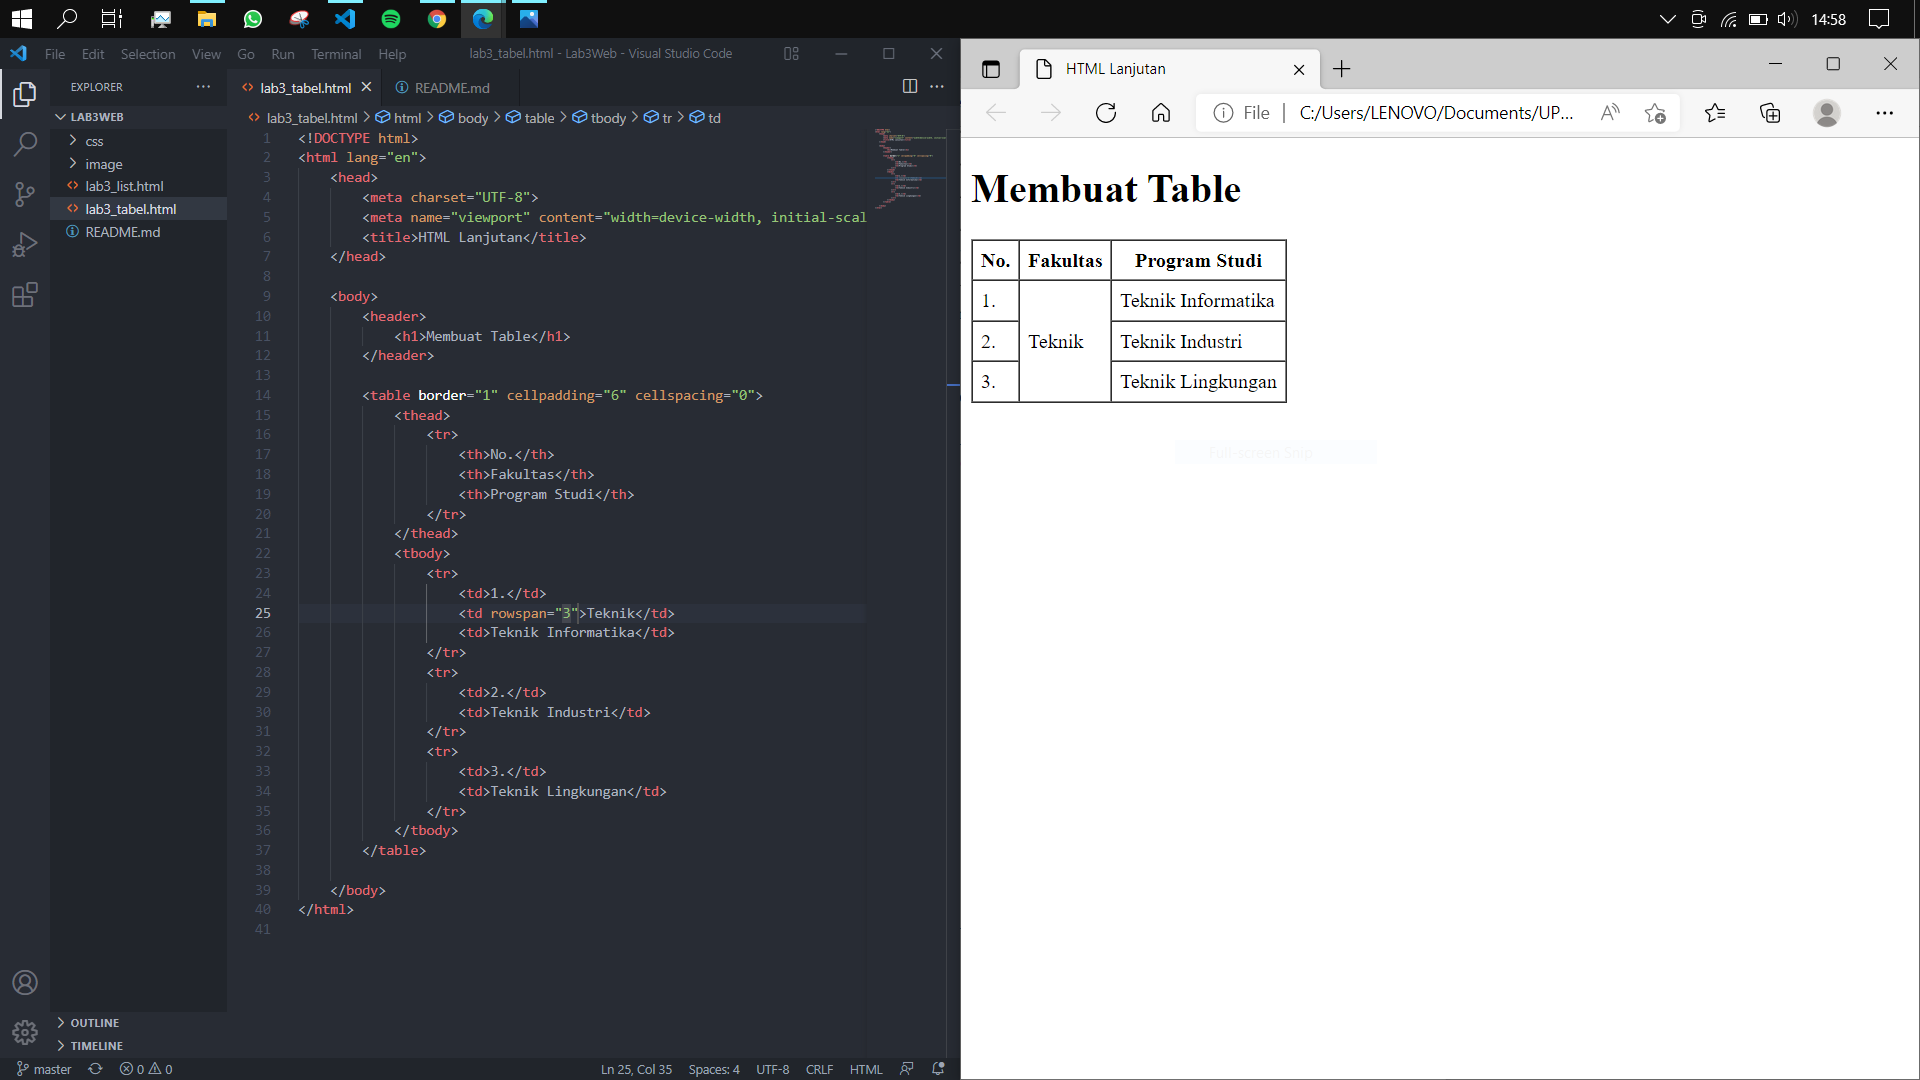 14:58
File Edit Selection View Go Run Terminal Help
lab3_tabel.html - Lab3Web - Visual Studio Code
EXPLORER
LAB3WEB
css
image
lab3_list.html
lab3_tabel.html
README.md
OUTLINE
TIMELINE
lab3_tabel.html README.md
lab3_tabel.html > html > body > table > tbody > tr > td
1 <!DOCTYPE html>
2 <html lang="en">
3 <head>
4 <meta charset="UTF-8">
5 <meta name="viewport" content="width=device-width, initial-scal
6 <title>HTML Lanjutan</title>
7 </head>
8
9 <body>
10 <header>
11 <h1>Membuat Table</h1>
12 </header>
13
14 <table border="1" cellpadding="6" cellspacing="0">
15 <thead>
16 <tr>
17 <th>No.</th>
18 <th>Fakultas</th>
19 <th>Program Studi</th>
20 </tr>
21 </thead>
22 <tbody>
23 <tr>
24 <td>1.</td>
25 <td rowspan="3">Teknik</td>
26 <td>Teknik Informatika</td>
27 </tr>
28 <tr>
29 <td>2.</td>
30 <td>Teknik Industri</td>
31 </tr>
32 <tr>
33 <td>3.</td>
34 <td>Teknik Lingkungan</td>
35 </tr>
36 </tbody>
37 </table>
38
39 </body>
40 </html>
41
master 0 0
Ln 25, Col 35 Spaces: 4 UTF-8 CRLF HTML
HTML Lanjutan
File | C:/Users/LENOVO/Documents/UP...
Membuat Table
No. Fakultas Program Studi
1. Teknik Informatika
2. Teknik Teknik Industri
3. Teknik Lingkungan
Full-screen Snip